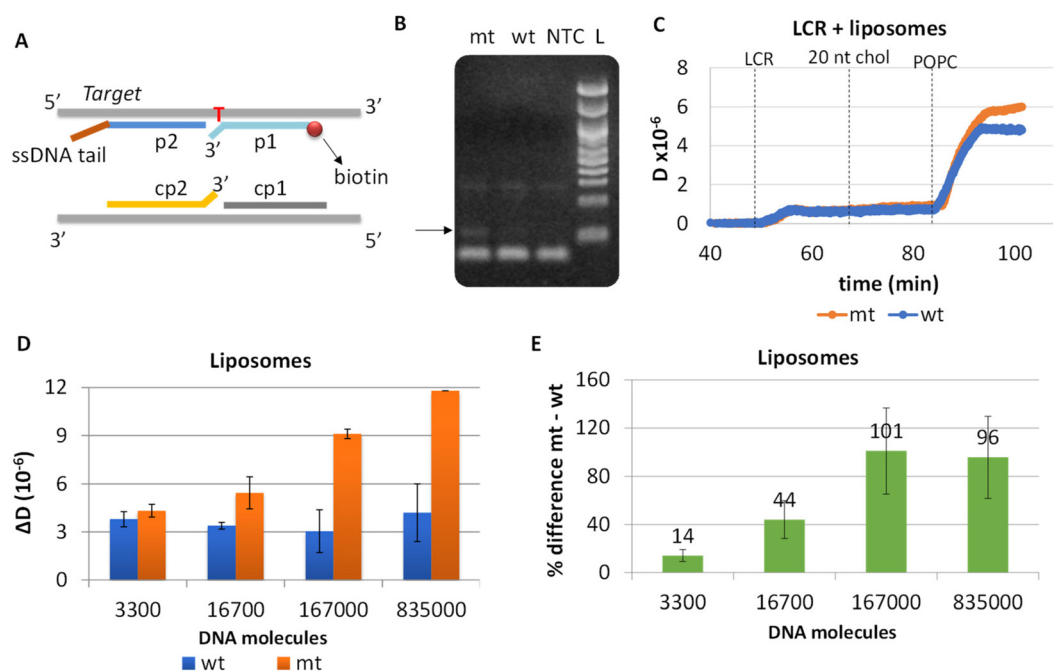 A
5’ Target 3’
T
p2 3’ p1
ssDNA tail
biotin
3’
cp2 cp1
3’ 5’
B
mt wt NTC L
C
LCR + liposomes
LCR 20 nt chol POPC
D x10-6
8
6
4
2
0
40 60 80 100
time (min)
mt wt
D
Liposomes
ΔD (10-6)
12
9
6
3
0
3300 16700 167000 835000
DNA molecules
wt mt
E
Liposomes
% difference mt - wt
160
120
80
40
0
14 44 101 96
3300 16700 167000 835000
DNA molecules